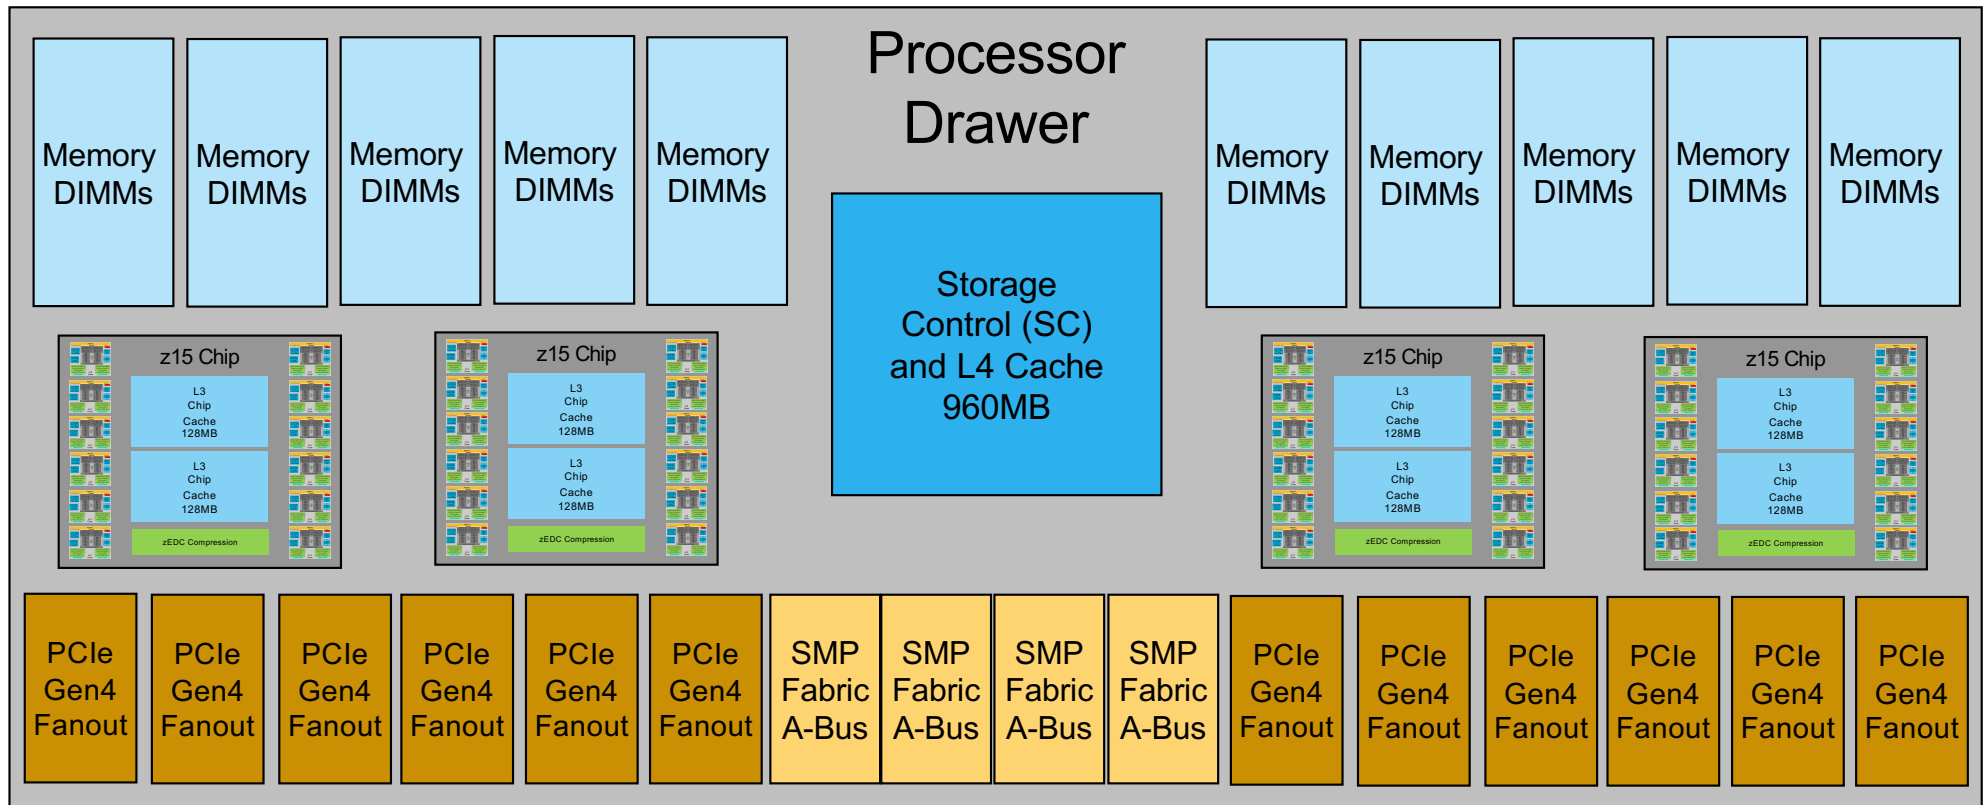 Processor
Drawer
Memory
DIMMs
Memory
DIMMs
Memory
DIMMs
Memory
DIMMs
Memory
DIMMs
Memory
DIMMs
Memory
DIMMs
Memory
DIMMs
Memory
DIMMs
Memory
DIMMs
Storage
Control (SC)
and L4 Cache
960MB
z15 Chip
L3
Chip
Cache
128MB
L3
Chip
Cache
128MB
zEDC Compression
z15 Chip
L3
Chip
Cache
128MB
L3
Chip
Cache
128MB
zEDC Compression
z15 Chip
L3
Chip
Cache
128MB
L3
Chip
Cache
128MB
zEDC Compression
z15 Chip
L3
Chip
Cache
128MB
L3
Chip
Cache
128MB
zEDC Compression
PCIe
Gen4
Fanout
PCIe
Gen4
Fanout
PCIe
Gen4
Fanout
PCIe
Gen4
Fanout
PCIe
Gen4
Fanout
PCIe
Gen4
Fanout
SMP
Fabric
A-Bus
SMP
Fabric
A-Bus
SMP
Fabric
A-Bus
SMP
Fabric
A-Bus
PCIe
Gen4
Fanout
PCIe
Gen4
Fanout
PCIe
Gen4
Fanout
PCIe
Gen4
Fanout
PCIe
Gen4
Fanout
PCIe
Gen4
Fanout